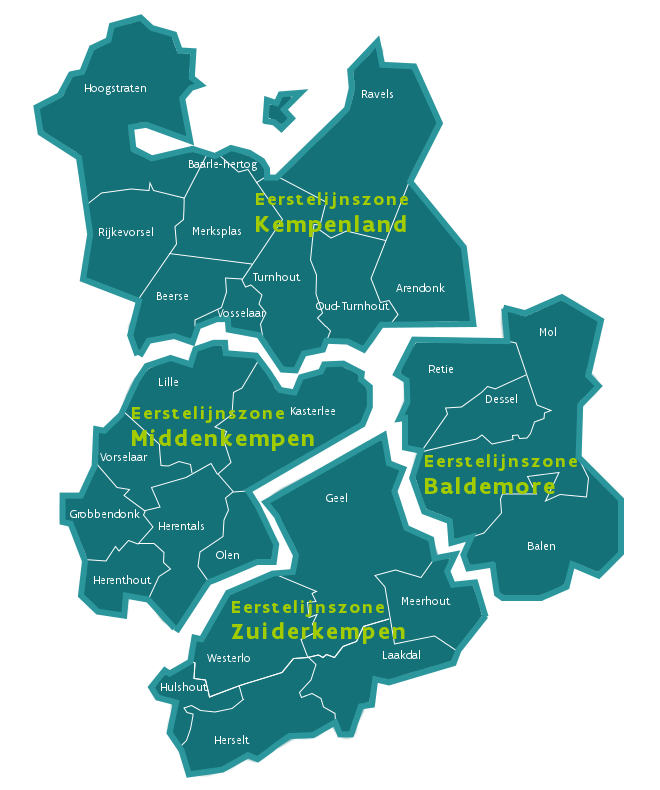 Hoogstraten
Ravels
Baarle-hertog
Eerstelijnszone
Kempenland
Rijkevorsel
Merksplas
Turnhout
Arendonk
Beerse
Oud-Turnhout
Vosselaar
Mol
Retie
Lille
Dessel
Kasterlee
Eerstelijnszone
Middenkempen
Vorselaar
Eerstelijnszone
Baldemore
Geel
Grobbendonk
Herentals
Balen
Olen
Herenthout
Meerhout
Eerstelijnszone
Zuiderkempen
Laakdal
Westerlo
Hulshout
Herselt